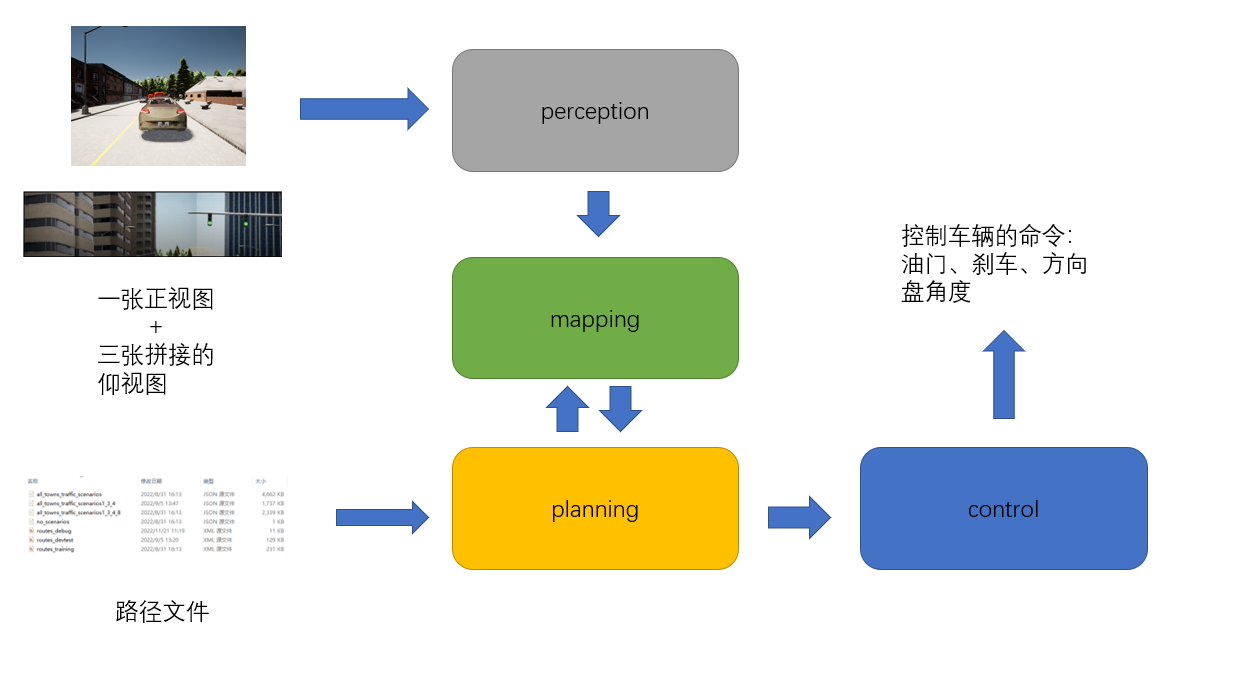 perception
一张正视图
+
三张拼接的
仰视图
mapping
控制车辆的命令：
油门、刹车、方向
盘角度
名称 修改日期 类型 大小
all_towns_traffic_scenarios 2022/8/31 16:13 JSON 源文件 4,662 KB
all_towns_traffic_scenarios1_3_4 2022/9/5 13:47 JSON 源文件 1,737 KB
all_towns_traffic_scenarios1_3_4_8 2022/8/31 16:13 JSON 源文件 2,339 KB
no_scenarios 2022/8/31 16:13 JSON 源文件 1 KB
routes_debug 2022/11/21 11:19 XML 源文件 11 KB
routes_devtest 2022/9/5 13:20 XML 源文件 129 KB
routes_training 2022/8/31 16:13 XML 源文件 231 KB
路径文件
planning
control